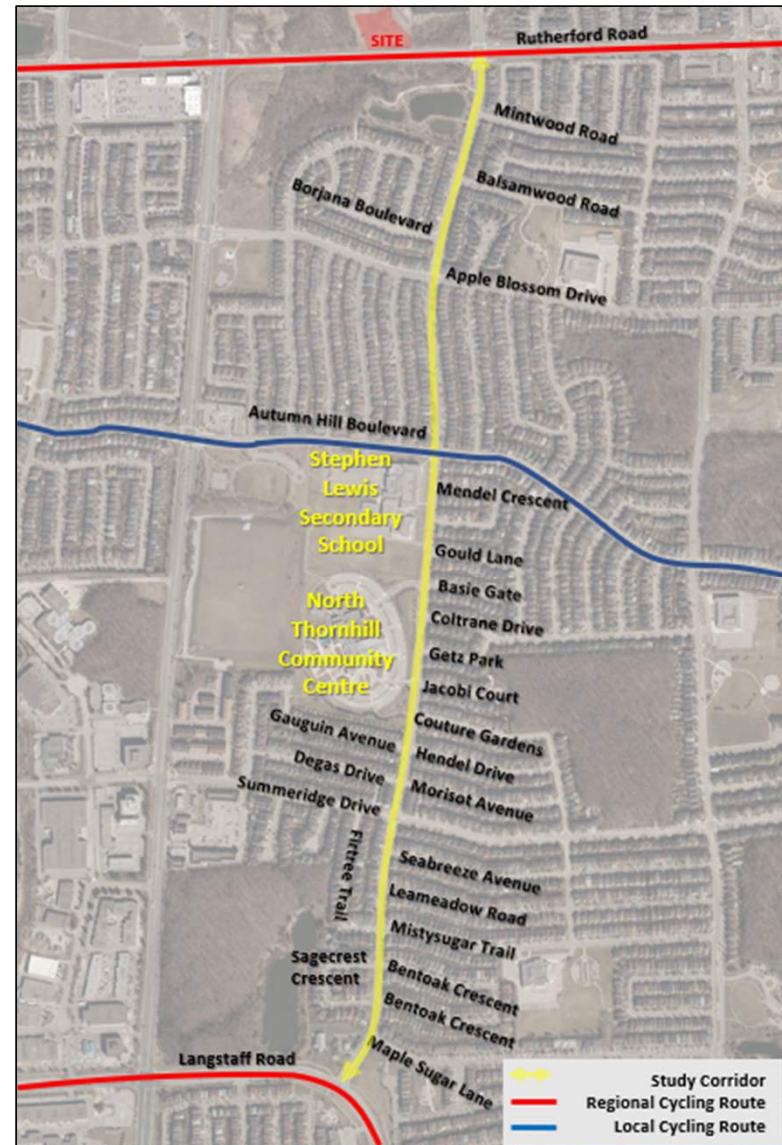 SITE
Rutherford Road
Mintwood Road
Balsamwood Road
Borjana Boulevard
Apple Blossom Drive
Autumn Hill Boulevard
Stephen
Lewis
Secondary
School
Mendel Crescent
Gould Lane
Basie Gate
North
Thornhill
Community
Centre
Coltrane Drive
Getz Park
Jacobi Court
Gauguin Avenue
Couture Gardens
Degas Drive
Hendel Drive
Summeridge Drive
Morisot Avenue
Firtree Trail
Seabreeze Avenue
Leameadow Road
Mistysugar Trail
Sagecrest
Crescent
Bentoak Crescent
Bentoak Crescent
Langstaff Road
Maple Sugar Lane
Study Corridor
Regional Cycling Route
Local Cycling Route